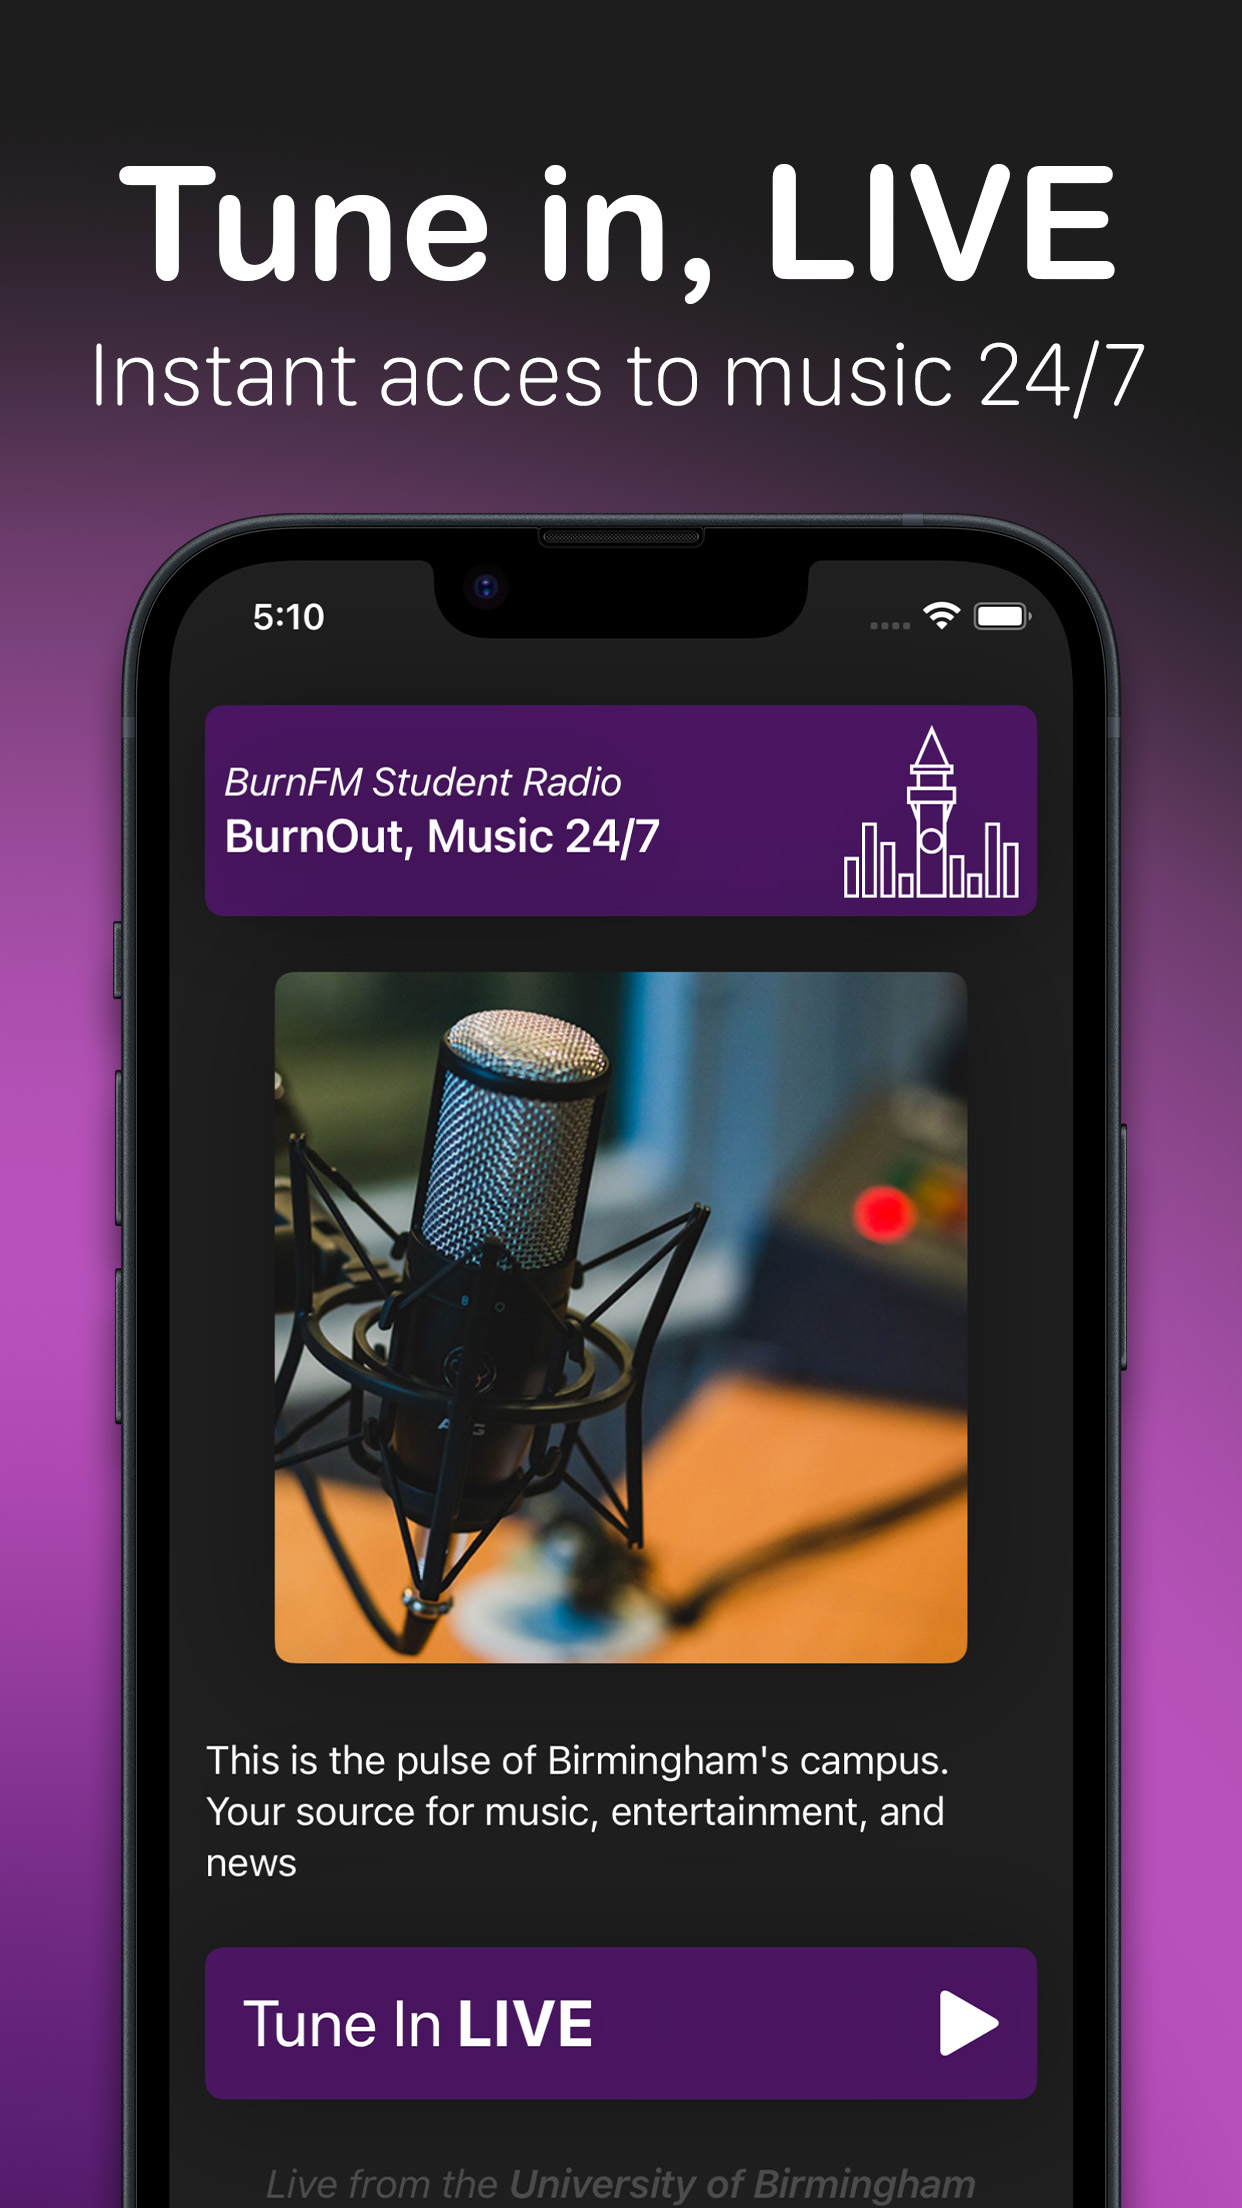 Tune in, LIVE
Instant acces to music 24/7
5:10
BurnFM Student Radio
BurnOut, Music 24/7
This is the pulse of Birmingham's campus.
Your source for music, entertainment, and
news
Tune In LIVE
Live from the University of Birmingham